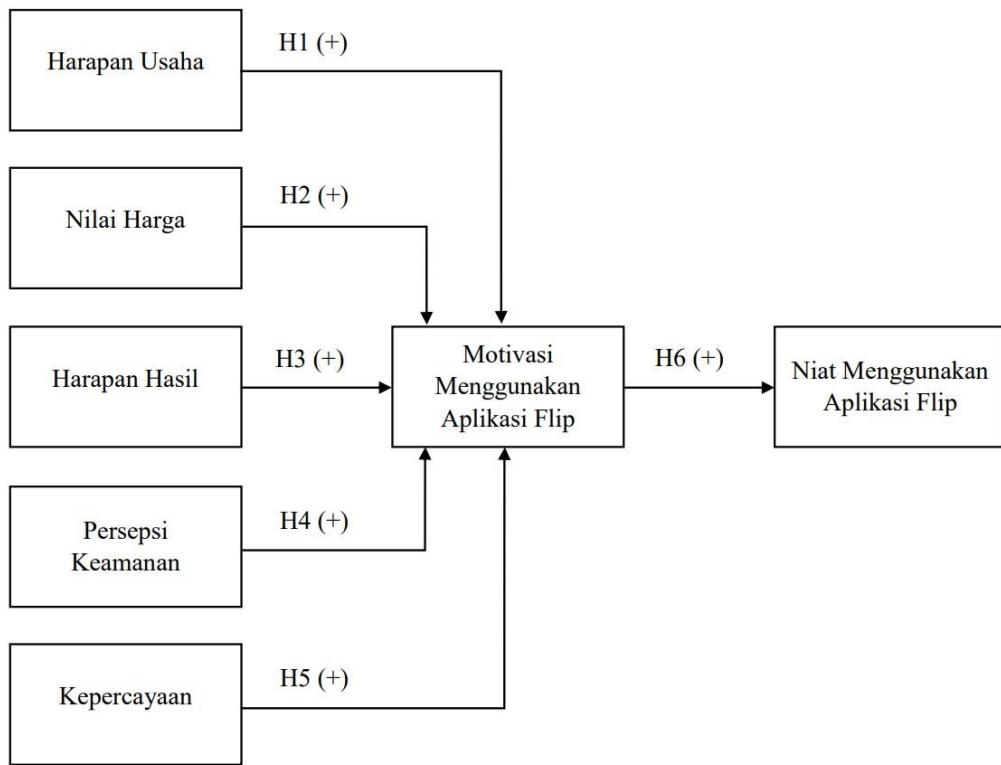 Harapan Usaha
H1 (+)
Nilai Harga
H2 (+)
Harapan Hasil
H3 (+)
Motivasi
Menggunakan
Aplikasi Flip
H6 (+)
Niat Menggunakan
Aplikasi Flip
Persepsi
Keamanan
H4 (+)
Kepercayaan
H5 (+)